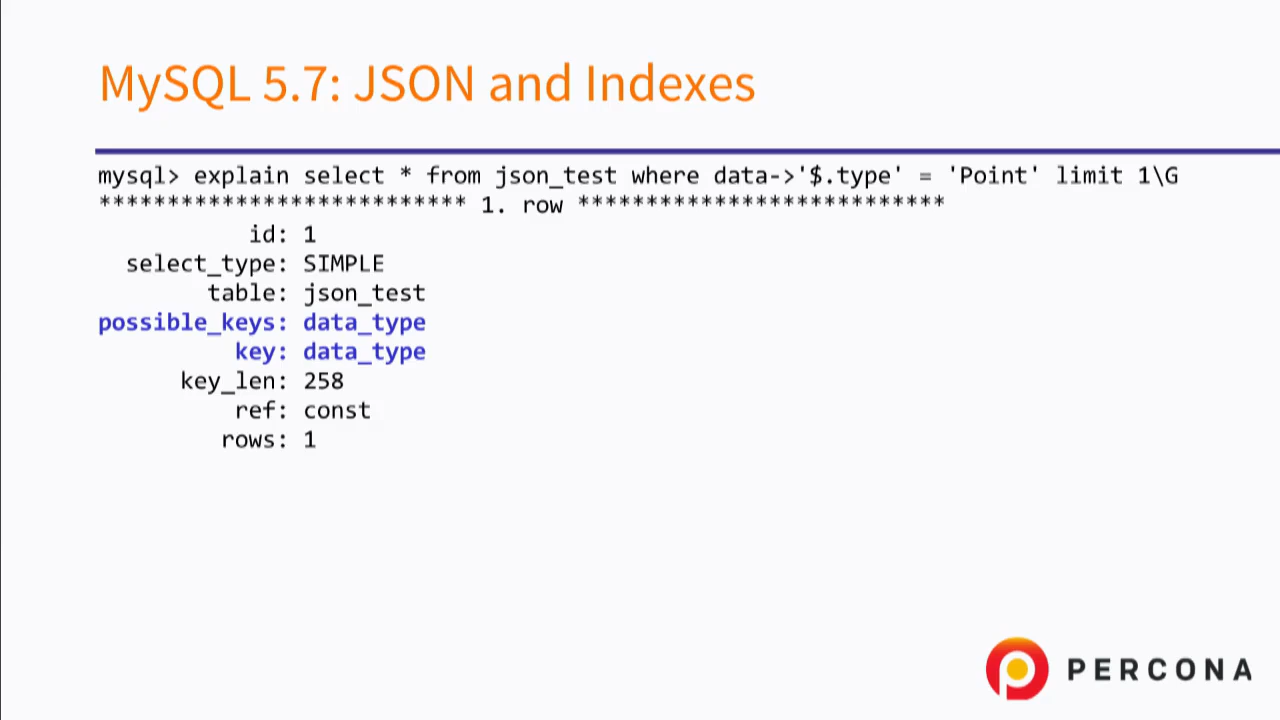 MySQL 5.7: JSON and Indexes
mysql> explain select * from json_test where data->'$.type' = 'Point' limit 1\G
*************************** 1. row ***************************
id: 1
select_type: SIMPLE
table: json_test
possible_keys: data_type
key: data_type
key_len: 258
ref: const
rows: 1
PERCONA